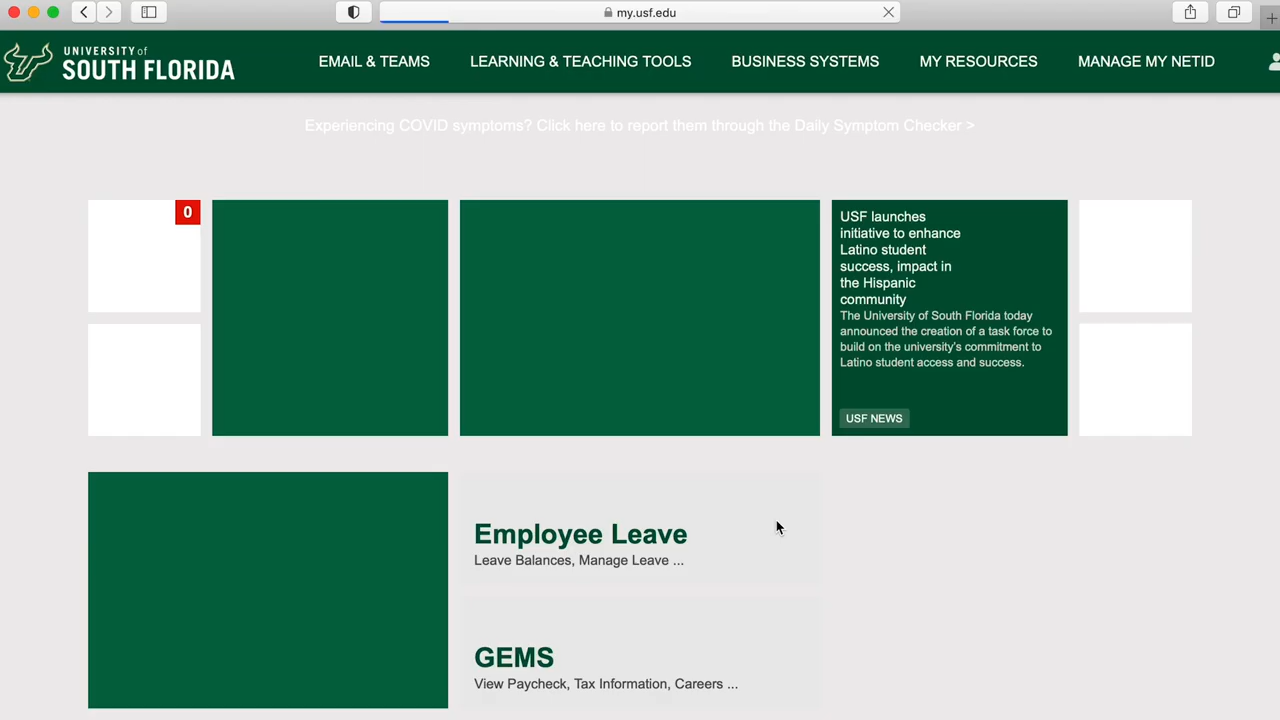 my.usf.edu
UNIVERSITY of
SOUTH FLORIDA
EMAIL & TEAMS
LEARNING & TEACHING TOOLS
BUSINESS SYSTEMS
MY RESOURCES
MANAGE MY NETID
Experiencing COVID symptoms? Click here to report them through the Daily Symptom Checker >
0
USF launches
initiative to enhance
Latino student
success, impact in
the Hispanic
community
The University of South Florida today
announced the creation of a task force to
build on the university's commitment to
Latino student access and success.
USF NEWS
Employee Leave
Leave Balances, Manage Leave ...
GEMS
View Paycheck, Tax Information, Careers ...